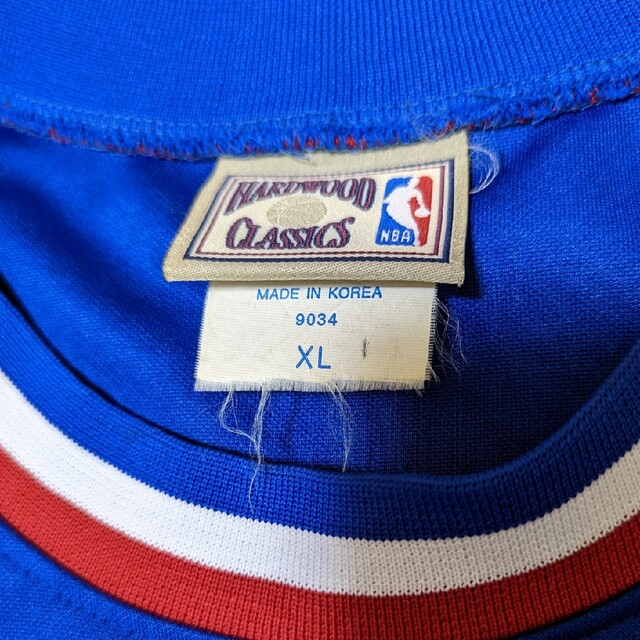 HARDWOOD
CLASSICS
NBA
MADE IN KOREA
9034
XL